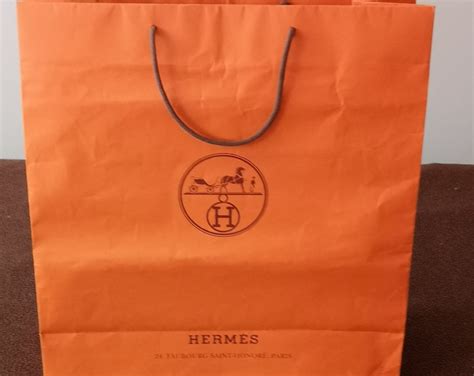 H
HERMÈS
24, FAUBOURG SAINT-HONORÉ, PARIS